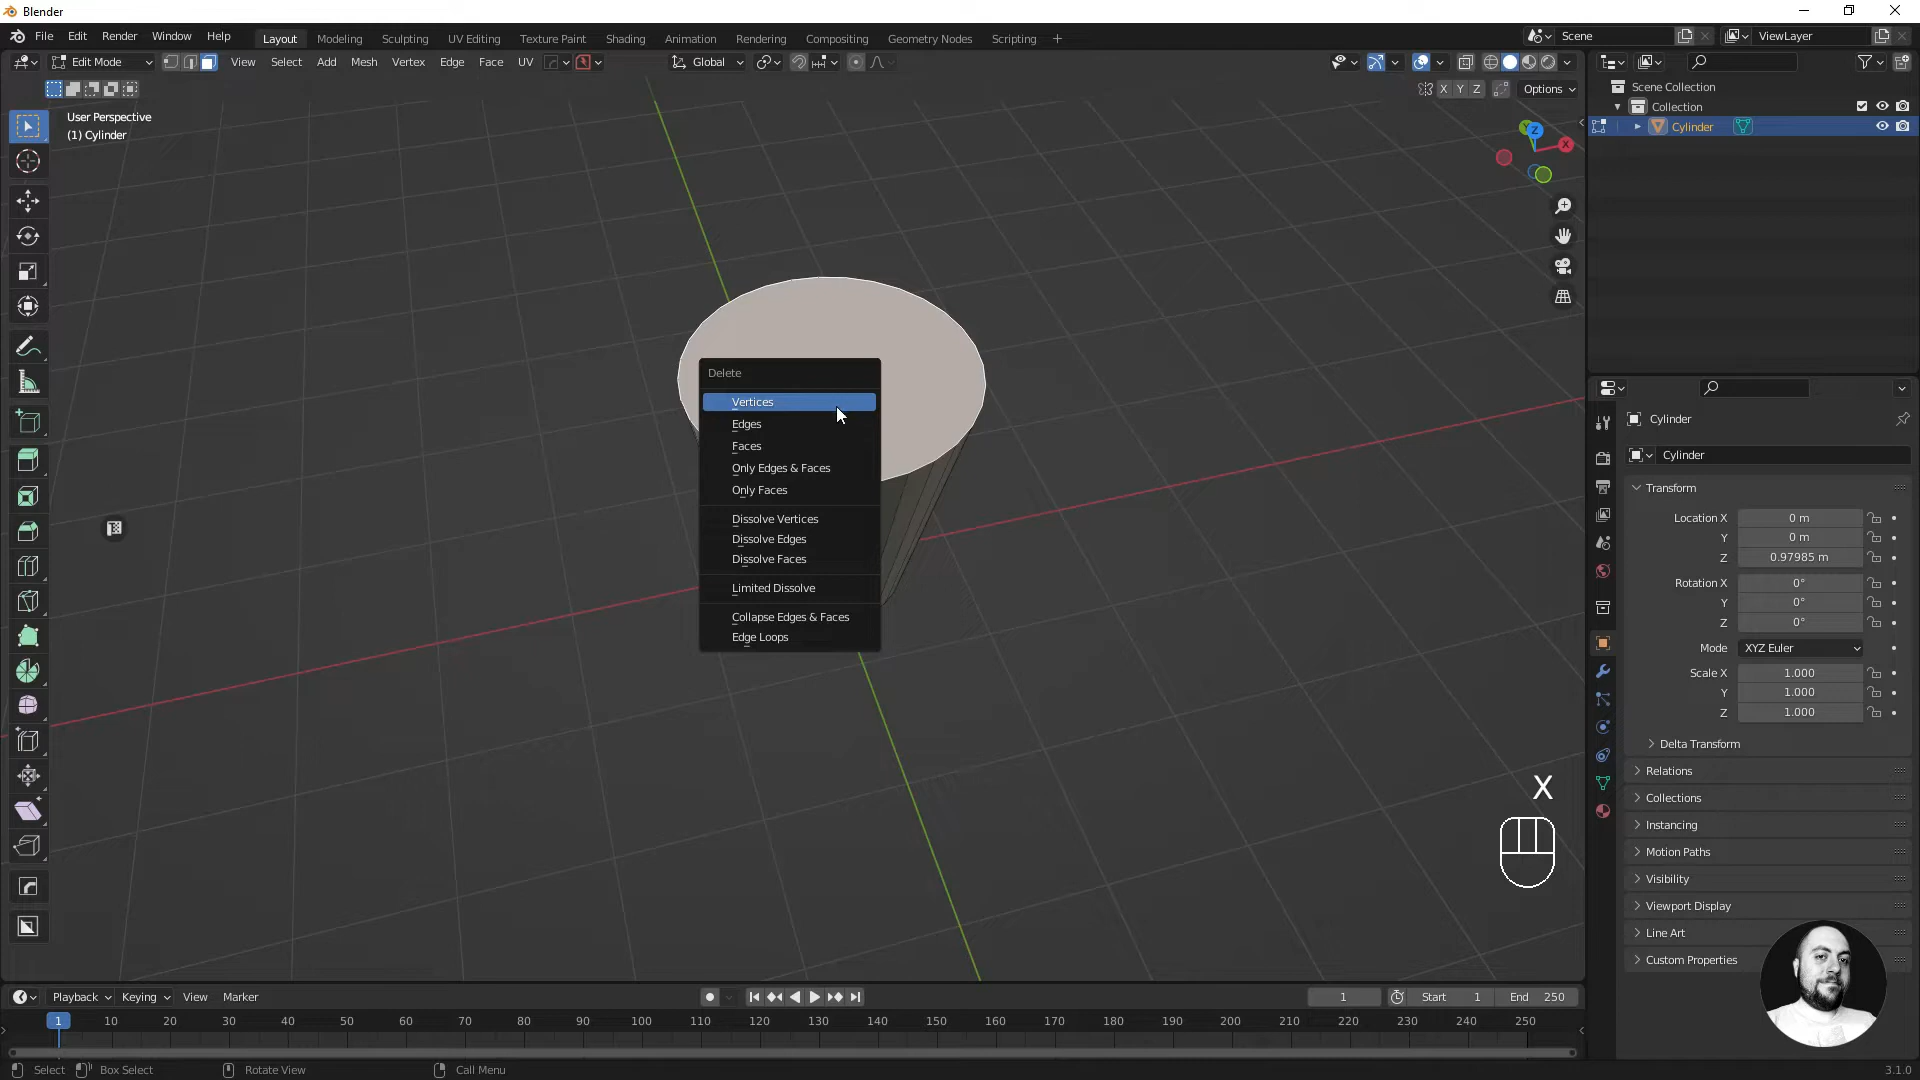 Blender
File Edit Render Window Help
Layout Modeling Sculpting UV Editing Texture Paint Shading Animation Rendering Compositing Geometry Nodes Scripting +
Scene
ViewLayer
Edit Mode
View Select Add Mesh Vertex Edge Face UV
Global
X Y Z
Options
User Perspective
(1) Cylinder
Scene Collection
Collection
Cylinder
Z
X
Delete
Vertices
Edges
Faces
Only Edges & Faces
Only Faces
Dissolve Vertices
Dissolve Edges
Dissolve Faces
Limited Dissolve
Collapse Edges & Faces
Edge Loops
Cylinder
Cylinder
Transform
Location X 0 m
Y 0 m
Z 0.97985 m
Rotation X 0°
Y 0°
Z 0°
Mode XYZ Euler
Scale X 1.000
Y 1.000
Z 1.000
Delta Transform
Relations
Collections
Instancing
Motion Paths
Visibility
Viewport Display
Line Art
Custom Properties
X
Playback Keying View Marker
1 Start 1 End 250
1 10 20 30 40 50 60 70 80 90 100 110 120 130 140 150 160 170 180 190 200 210 220 230 240 250
Select Box Select Rotate View Call Menu
3.1.0